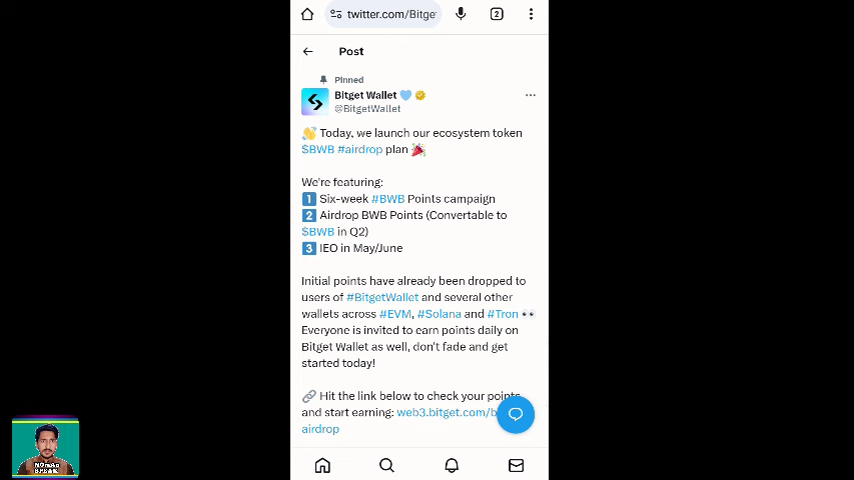 twitter.com/Bitge
2
Post
Pinned
Bitget Wallet
@BitgetWallet
Today, we launch our ecosystem token
$BWB #airdrop plan
We're featuring:
1 Six-week #BWB Points campaign
2 Airdrop BWB Points (Convertable to
$BWB in Q2)
3 IEO in May/June
Initial points have already been dropped to
users of #BitgetWallet and several other
wallets across #EVM, #Solana and #Tron 👀
Everyone is invited to earn points daily on
Bitget Wallet as well, don't fade and get
started today!
Hit the link below to check your points
and start earning: web3.bitget.com/b
airdrop